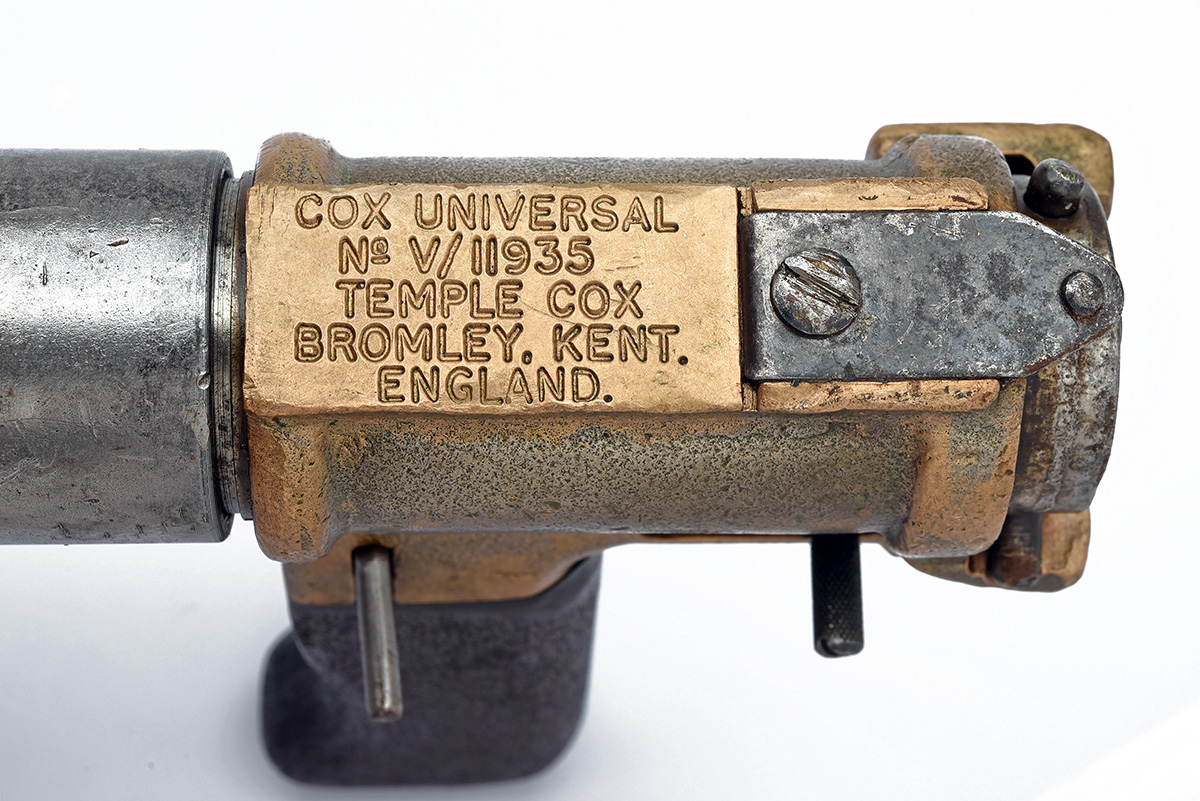 COX UNIVERSAL
Nº V/11935
TEMPLE COX
BROMLEY. KENT.
ENGLAND.